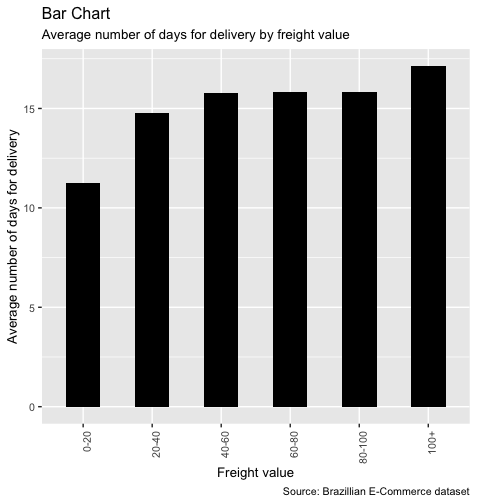 Bar Chart
Average number of days for delivery by freight value
Average number of days for delivery
15
10
5
0
0-20
20-40
40-60
60-80
80-100
100+
Freight value
Source: Brazillian E-Commerce dataset